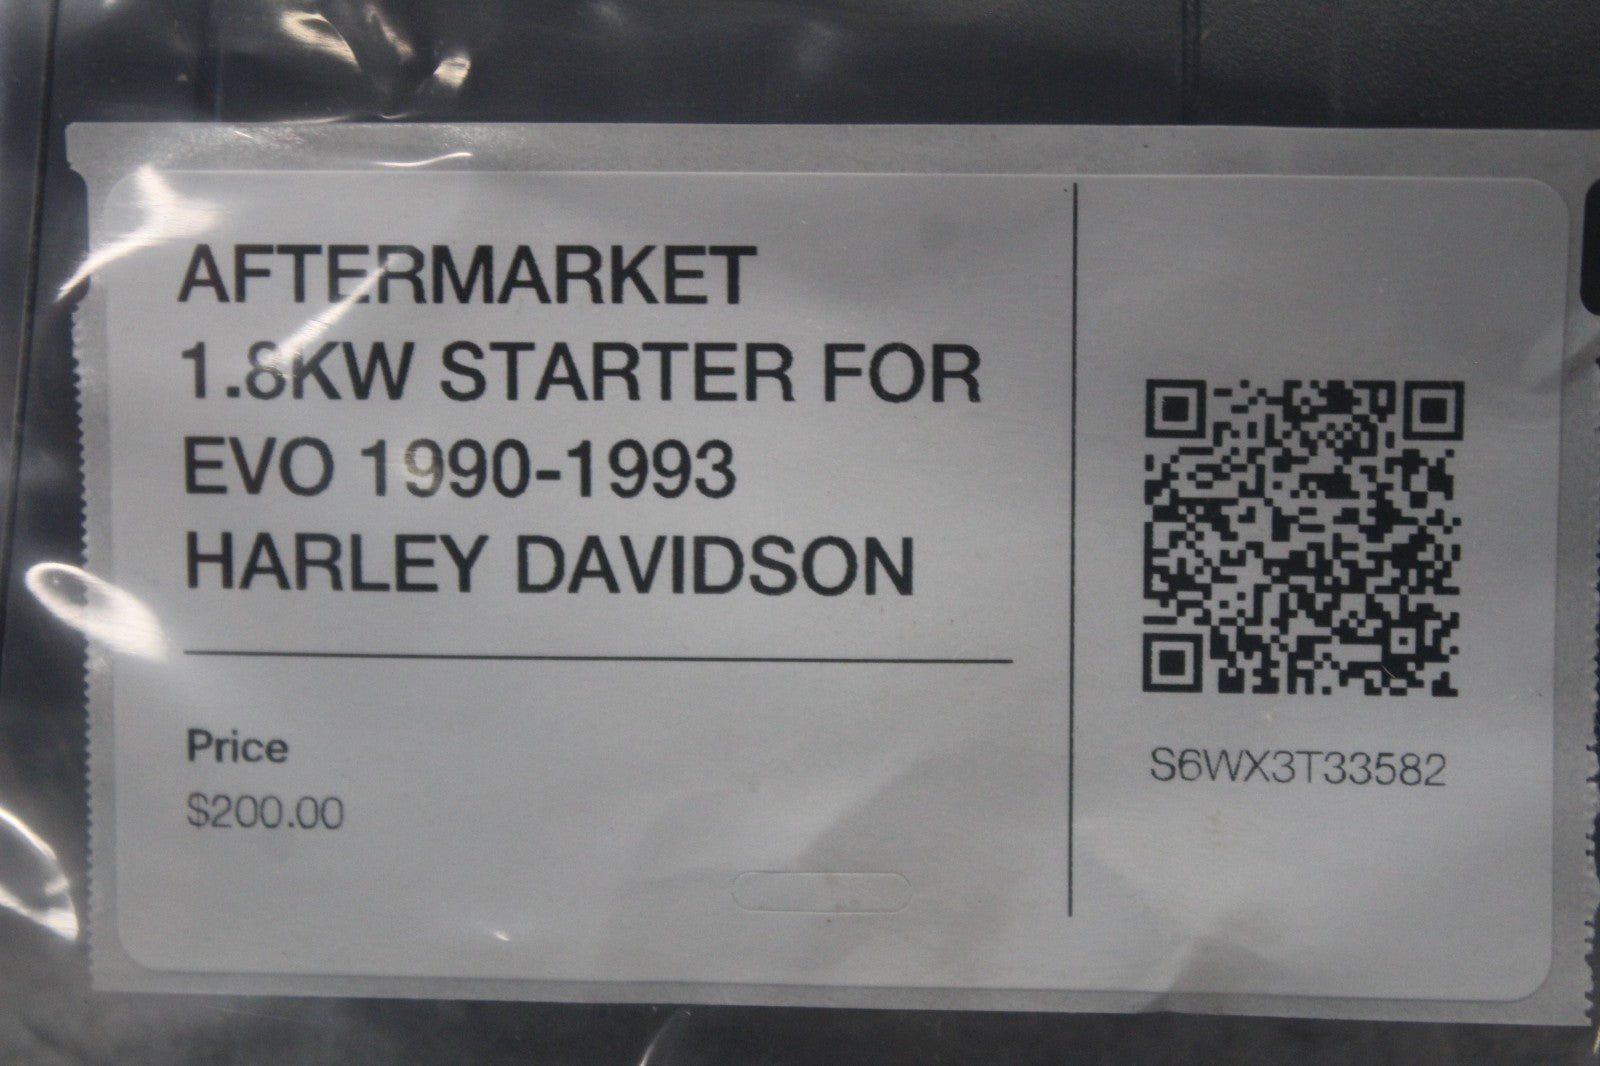 AFTERMARKET
1.8KW STARTER FOR
EVO 1990-1993
HARLEY DAVIDSON
Price
$200.00
S6WX3T33582